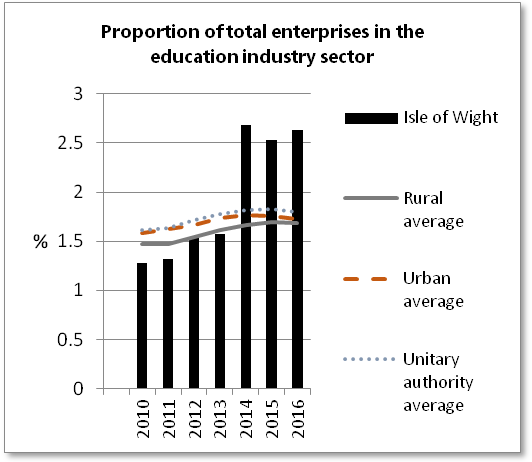 Proportion of total enterprises in the
education industry sector
3
2.5
2
1.5
1
0.5
0
%
2010
2011
2012
2013
2014
2015
2016
Isle of Wight
Rural
average
Urban
average
Unitary
authority
average